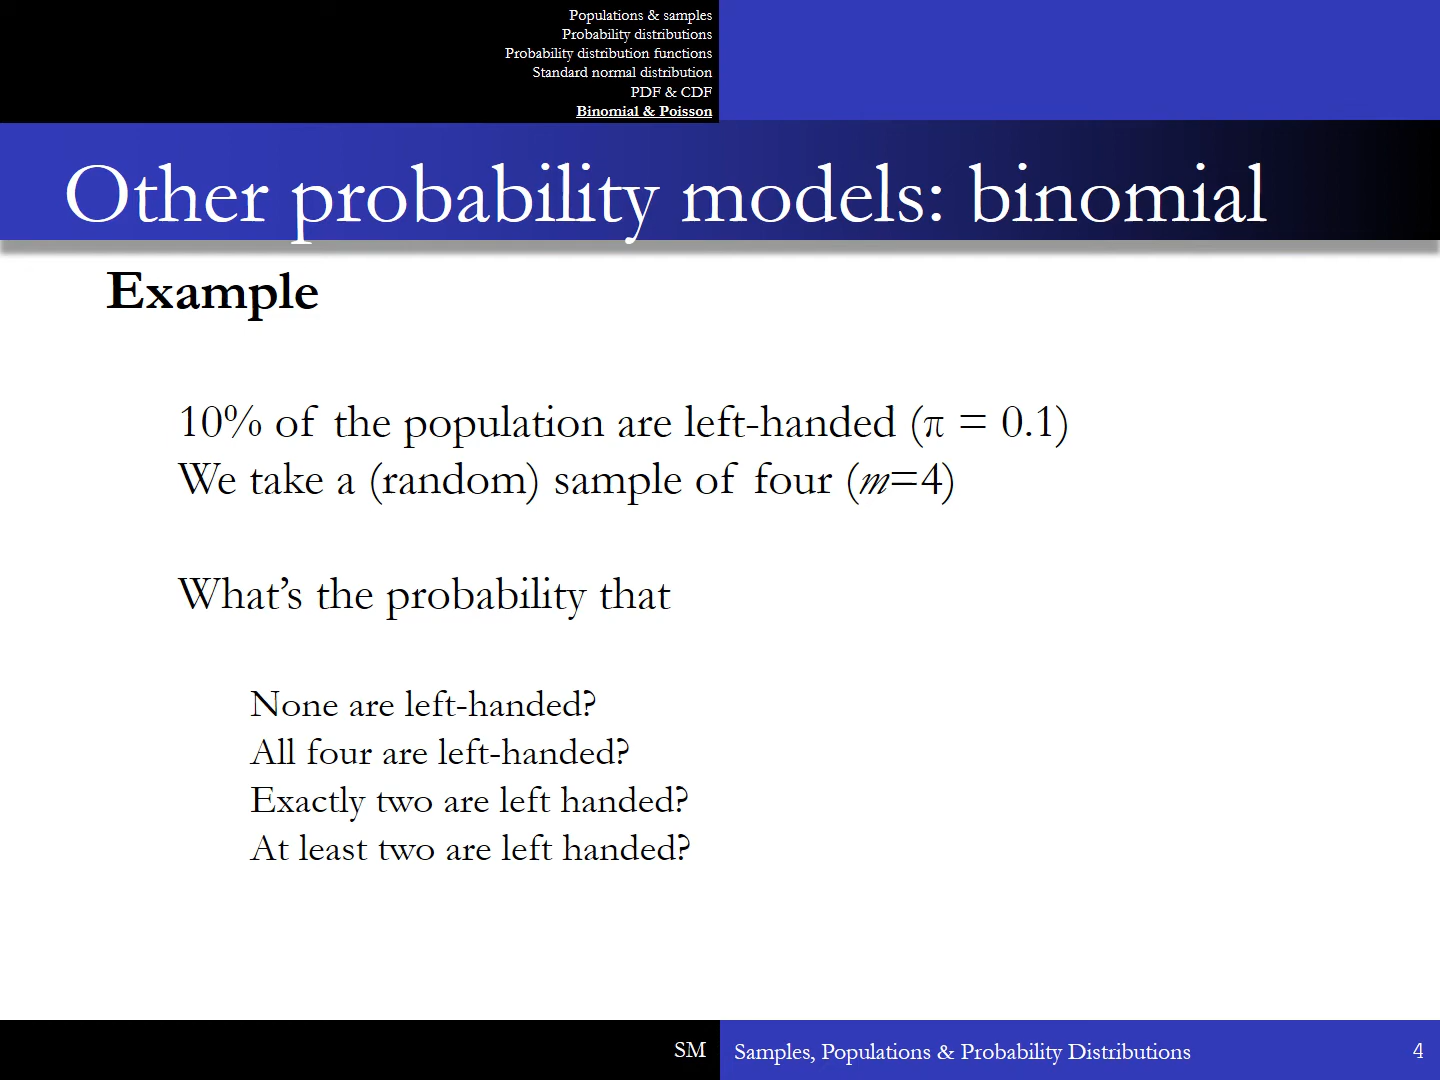 Populations & samples
Probability distributions
Probability distribution functions
Standard normal distribution
PDF & CDF
Binomial & Poisson
Other probability models: binomial
Example
10% of the population are left-handed (π = 0.1)
We take a (random) sample of four (m=4)
What’s the probability that
None are left-handed?
All four are left-handed?
Exactly two are left handed?
At least two are left handed?
SM
Samples, Populations & Probability Distributions
4